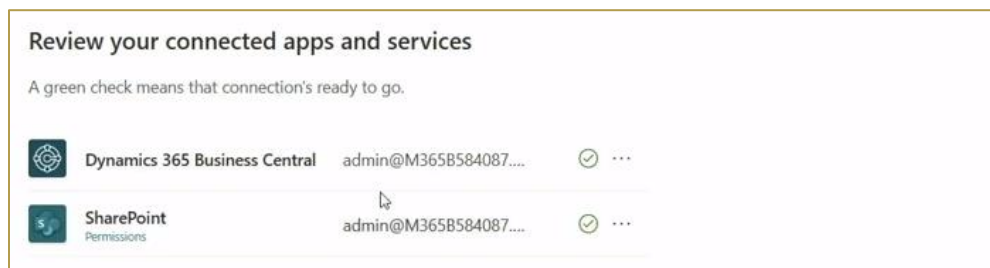 Review your connected apps and services
A green check means that connection's ready to go.
Dynamics 365 Business Central admin@M365B584087....
SharePoint
Permissions
admin@M365B584087....